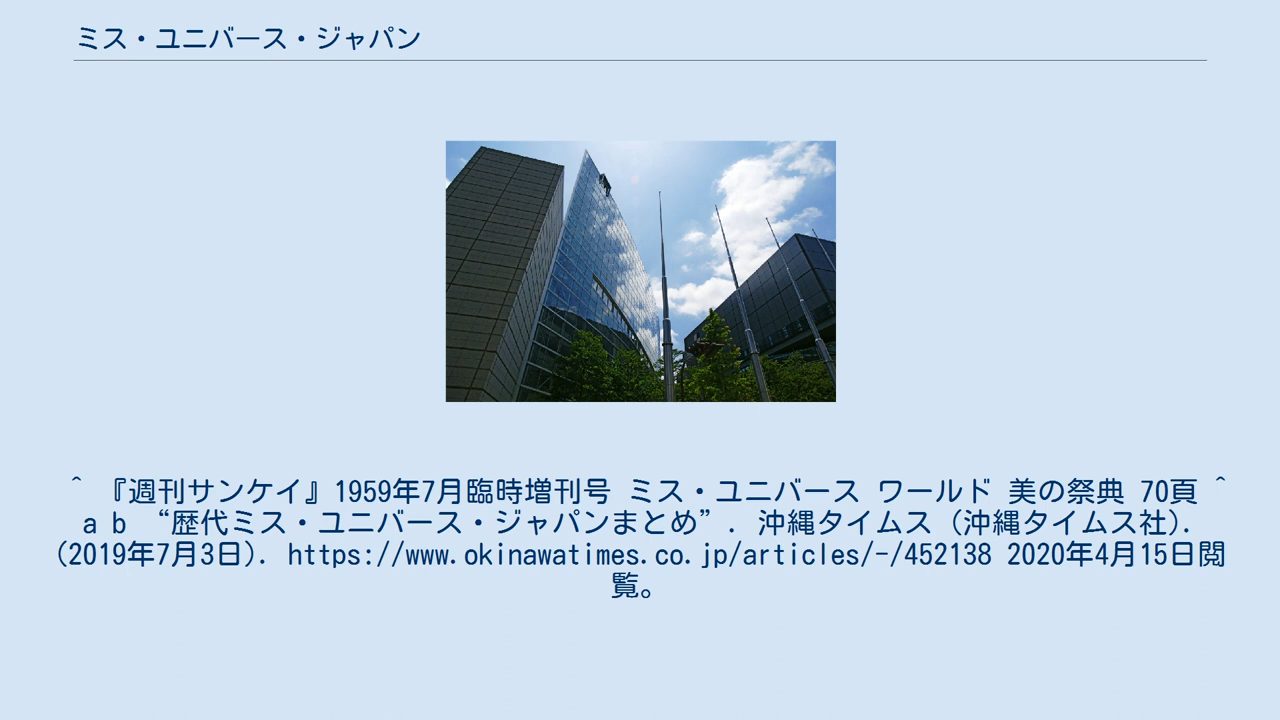 ミス・ユニバース・ジャパン
^ 『週刊サンケイ』1959年7月臨時増刊号 ミス・ユニバース ワールド 美の祭典 70頁 ^
a b “歴代ミス・ユニバース・ジャパンまとめ”. 沖縄タイムス (沖縄タイムス社).
(2019年7月3日). https://www.okinawatimes.co.jp/articles/-/452138 2020年4月15日閲
覧。